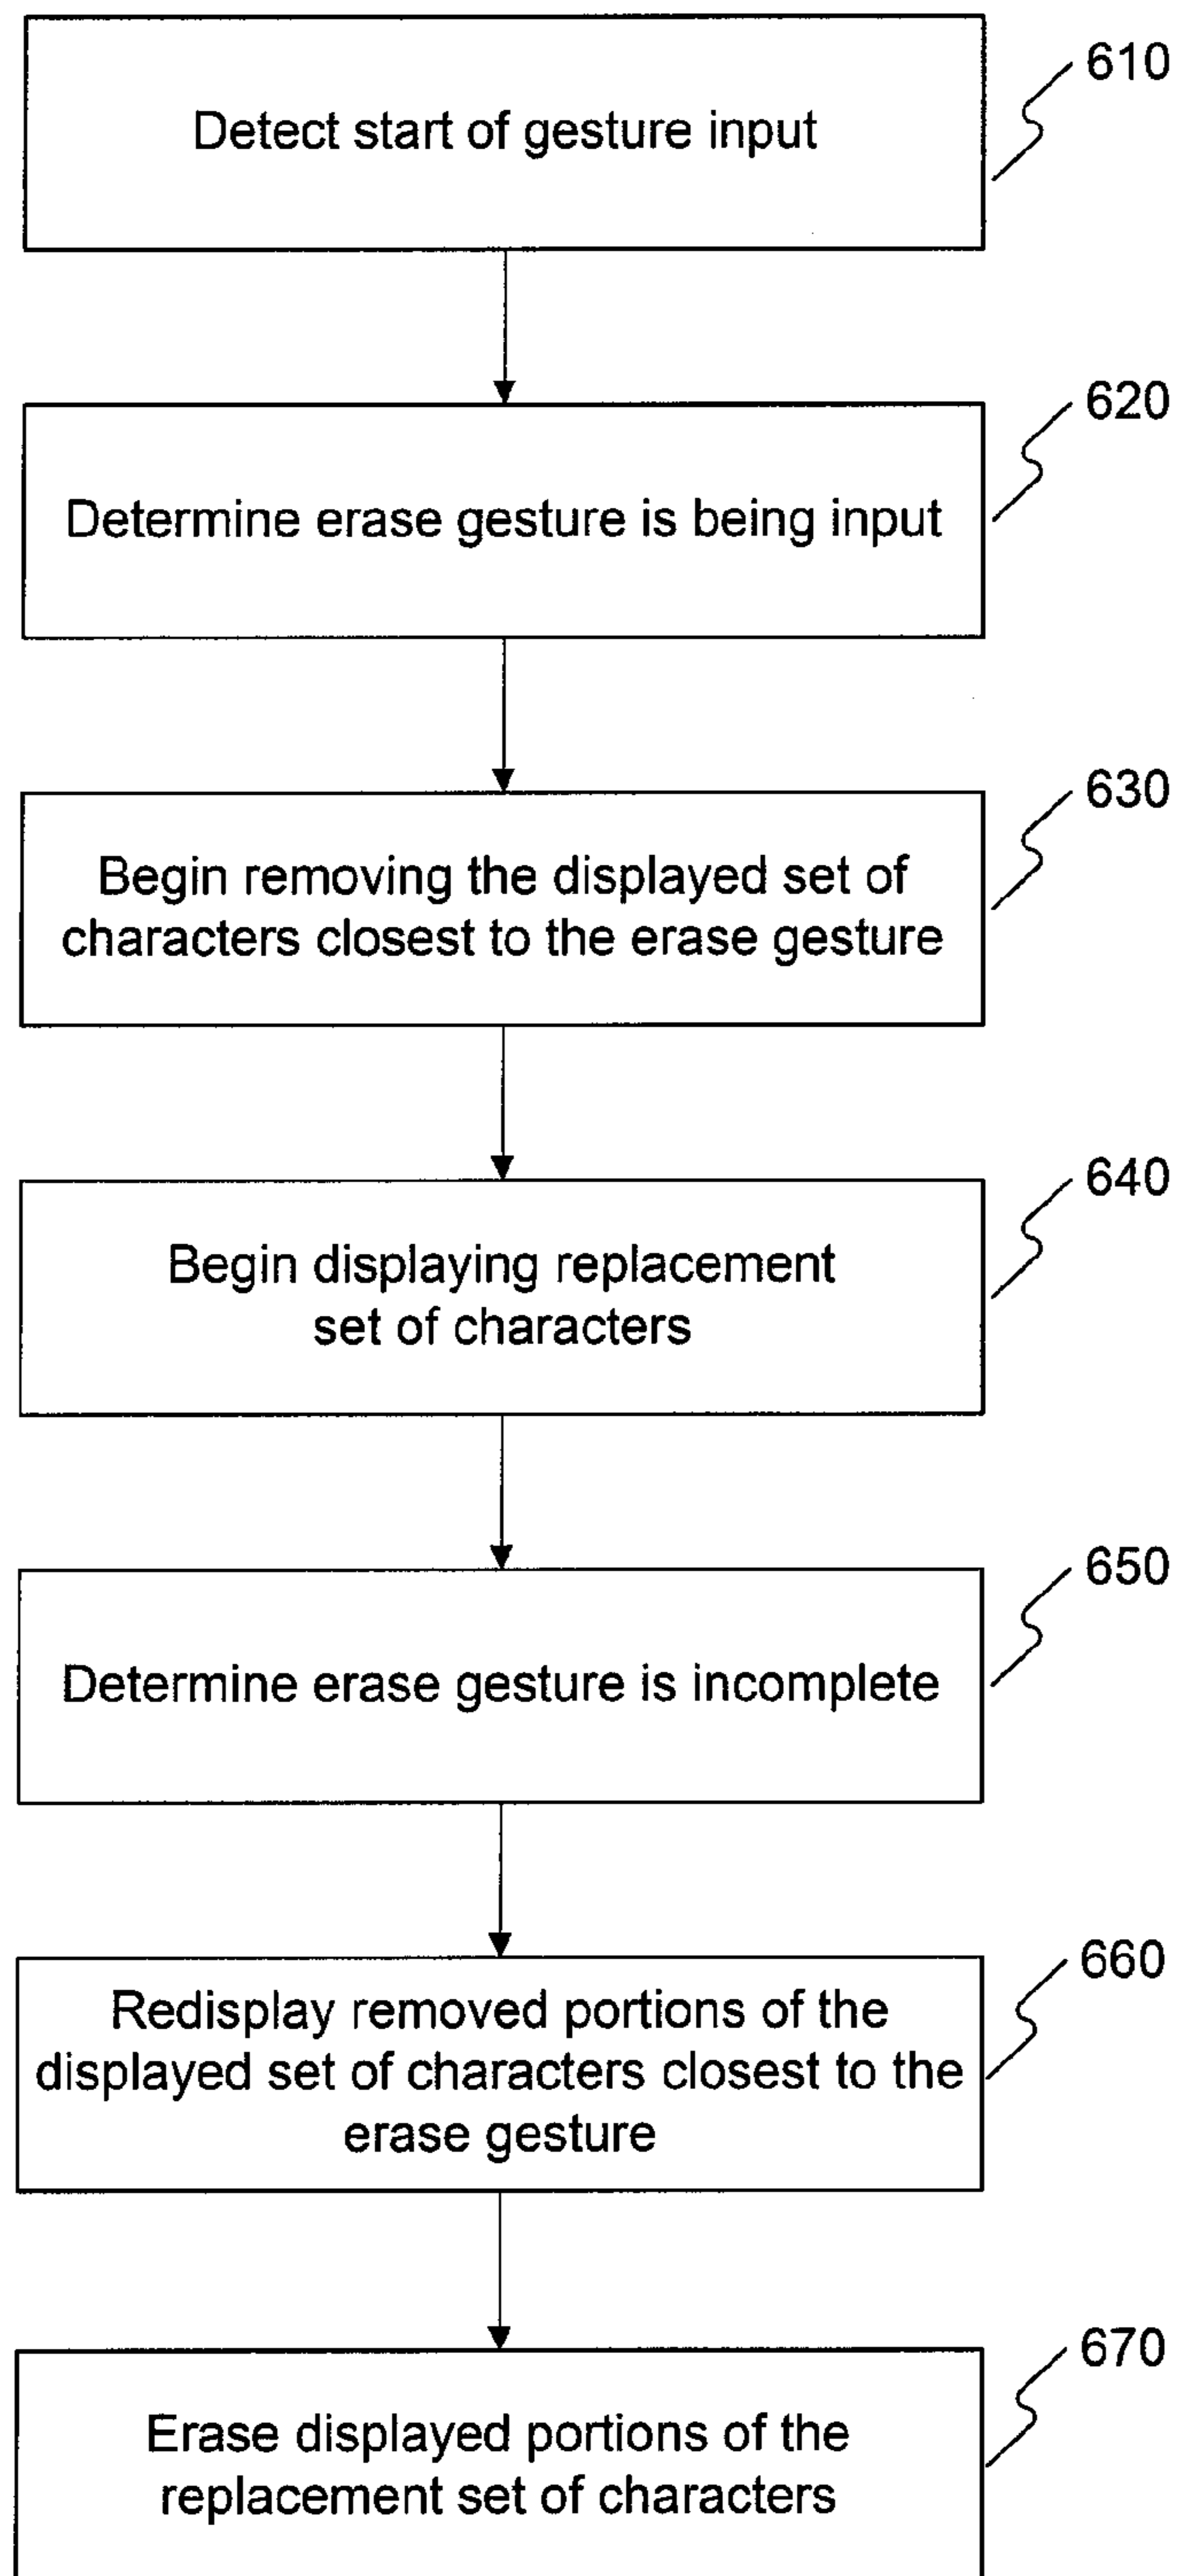 610
Detect start of gesture input
620
Determine erase gesture is being input
630
Begin removing the displayed set of
characters closest to the erase gesture
640
Begin displaying replacement
set of characters
650
Determine erase gesture is incomplete
660
Redisplay removed portions of the
displayed set of characters closest to the
erase gesture
670
Erase displayed portions of the
replacement set of characters